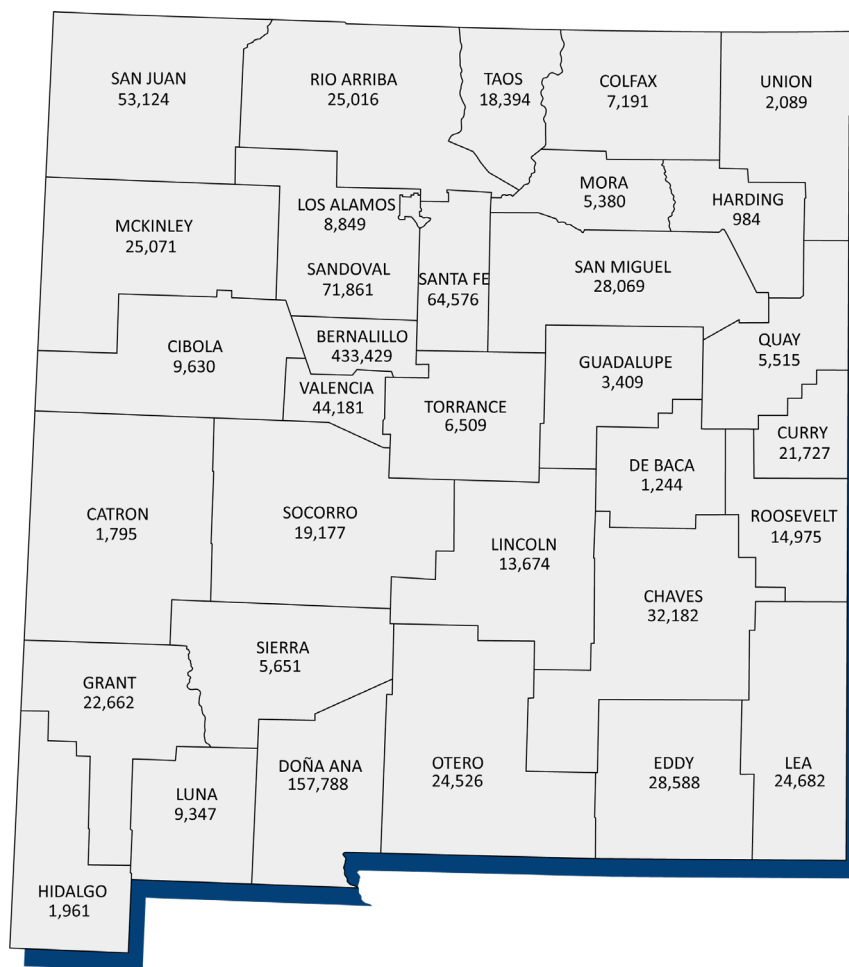 SAN JUAN
53,124
RIO ARRIBA
25,016
TAOS
18,394
COLFAX
7,191
UNION
2,089
MORA
5,380
HARDING
984
LOS ALAMOS
8,849
MCKINLEY
25,071
SANDOVAL
71,861
SANTA FE
64,576
SAN MIGUEL
28,069
BERNALILLO
433,429
QUAY
5,515
CIBOLA
9,630
GUADALUPE
3,409
VALENCIA
44,181
TORRANCE
6,509
CURRY
21,727
DE BACA
1,244
CATRON
1,795
SOCORRO
19,177
ROOSEVELT
14,975
LINCOLN
13,674
CHAVES
32,182
SIERRA
5,651
GRANT
22,662
DOÑA ANA
157,788
OTERO
24,526
EDDY
28,588
LEA
24,682
LUNA
9,347
HIDALGO
1,961